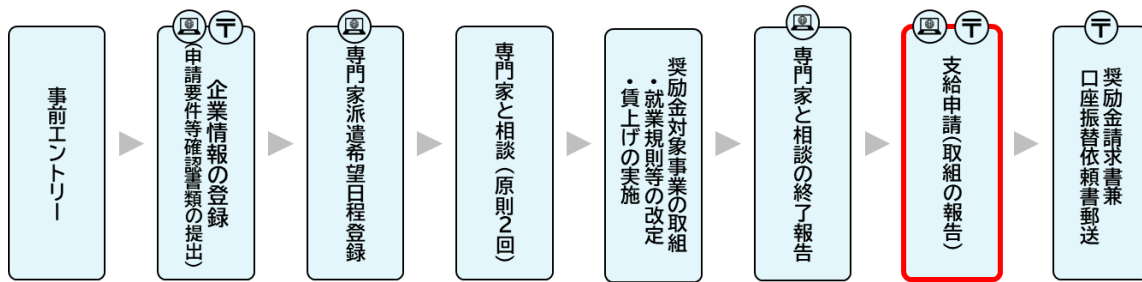 事前エントリー
〒
企業情報の登録
(申請要件等確認書類の提出)
専門家派遣希望日程登録
専門家と相談(原則2回)
奨励金対象事業の取組
・就業規則等の改定
・賃上げの実施
専門家と相談の終了報告
〒
支給申請(取組の報告)
〒
奨励金請求書兼
口座振替依頼書郵送